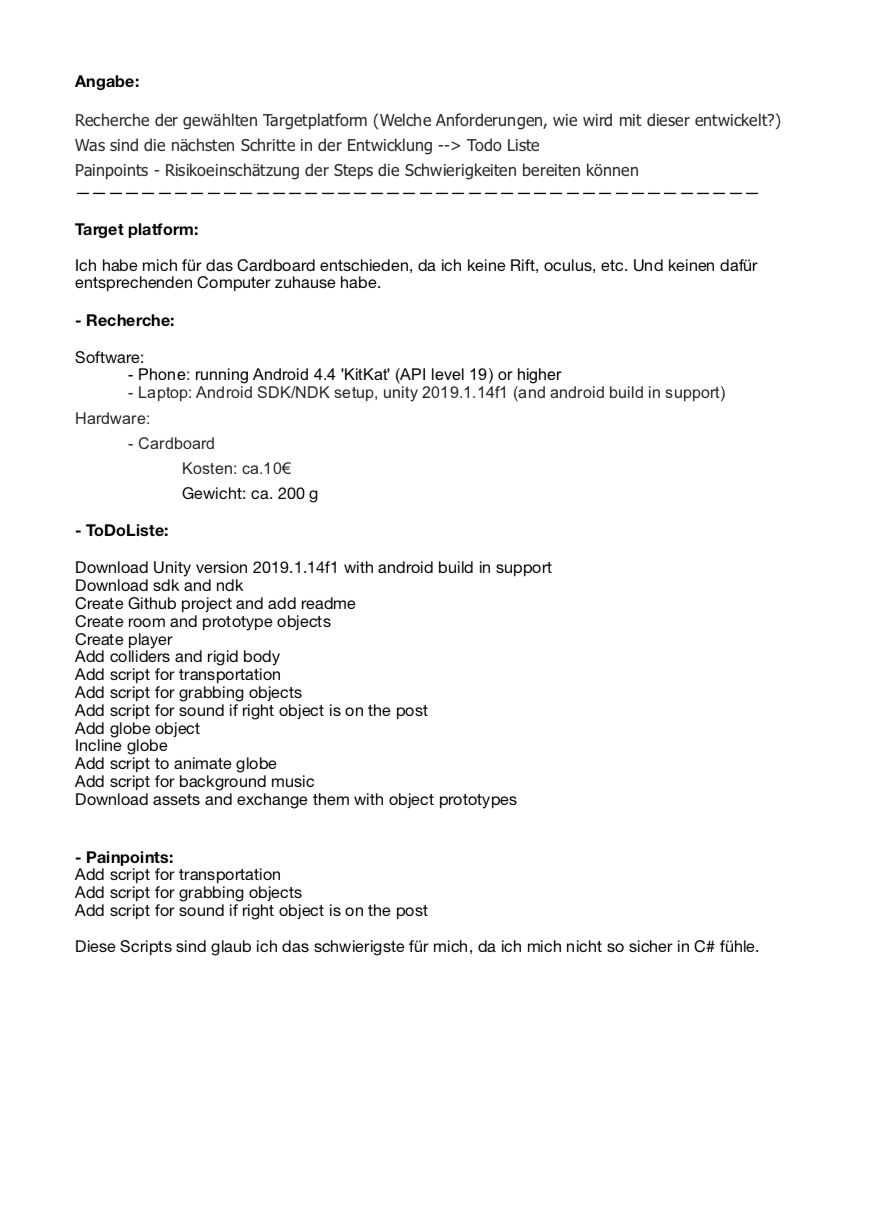 Angabe:
Recherche der gewählten Targetplatform (Welche Anforderungen, wie wird mit dieser entwickelt?)
Was sind die nächsten Schritte in der Entwicklung --> Todo Liste
Painpoints - Risikoeinschätzung der Steps die Schwierigkeiten bereiten können
— — — — — — — — — — — — — — — — — — — — — — — — — — — — — — — — — — — — — — — — — —
Target platform:
Ich habe mich für das Cardboard entschieden, da ich keine Rift, oculus, etc. Und keinen dafür
entsprechenden Computer zuhause habe.
- Recherche:
Software:
- Phone: running Android 4.4 'KitKat' (API level 19) or higher
- Laptop: Android SDK/NDK setup, unity 2019.1.14f1 (and android build in support)
Hardware:
- Cardboard
Kosten: ca.10€
Gewicht: ca. 200 g
- ToDoListe:
Download Unity version 2019.1.14f1 with android build in support
Download sdk and ndk
Create Github project and add readme
Create room and prototype objects
Create player
Add colliders and rigid body
Add script for transportation
Add script for grabbing objects
Add script for sound if right object is on the post
Add globe object
Incline globe
Add script to animate globe
Add script for background music
Download assets and exchange them with object prototypes
- Painpoints:
Add script for transportation
Add script for grabbing objects
Add script for sound if right object is on the post
Diese Scripts sind glaub ich das schwierigste für mich, da ich mich nicht so sicher in C# fühle.